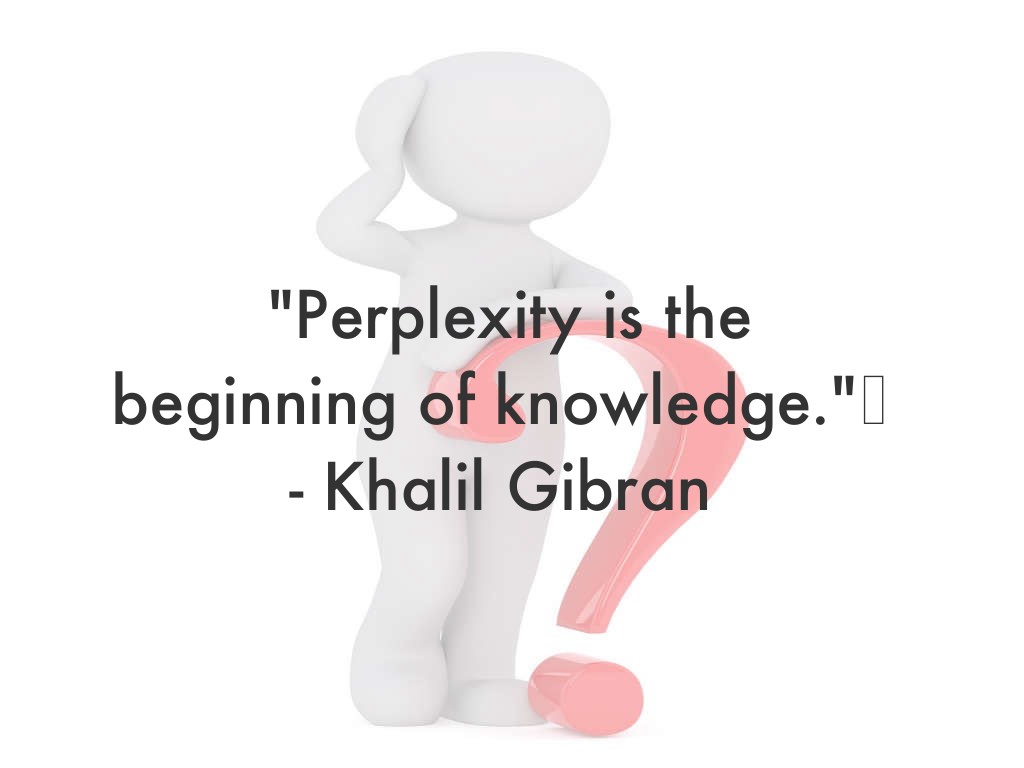 "Perplexity is the
beginning of knowledge."
- Khalil Gibran